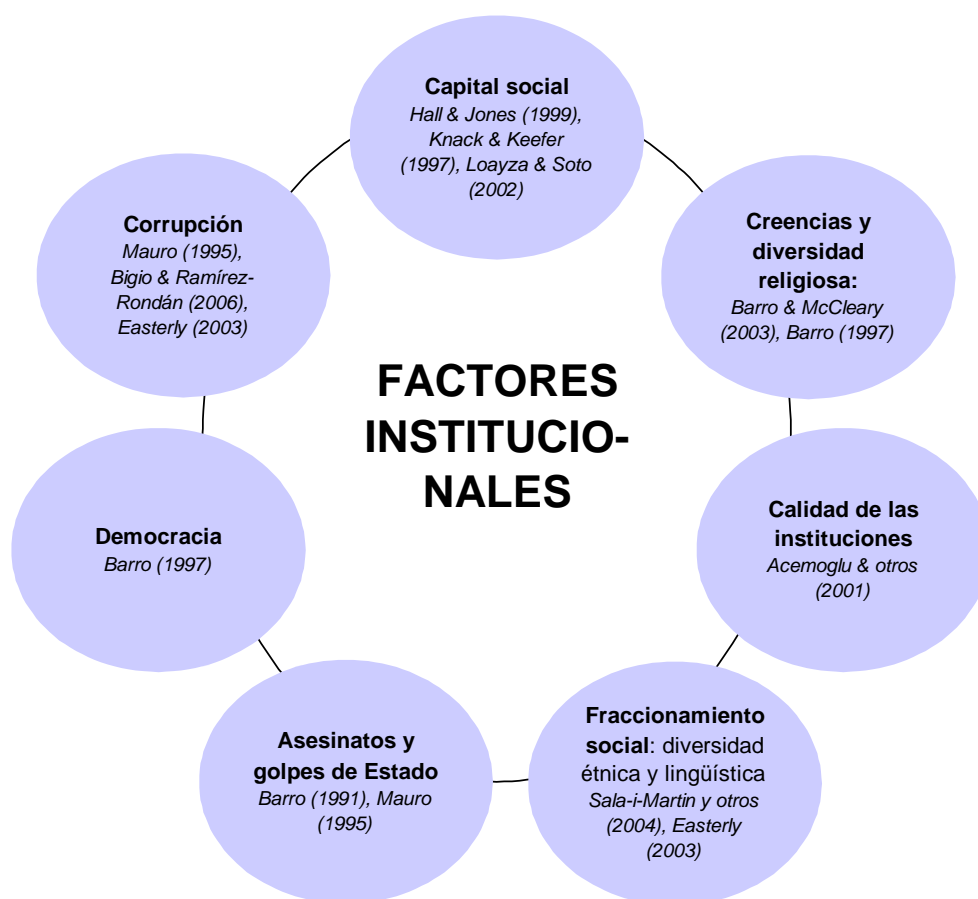 Capital social
Hall & Jones (1999),
Knack & Keefer
(1997), Loayza & Soto
(2002)
Creencias y
diversidad
religiosa:
Barro & McCleary
(2003), Barro (1997)
Calidad de las
instituciones
Acemoglu & otros
(2001)
Fraccionamiento
social: diversidad
étnica y lingüística
Sala-i-Martin y otros
(2004), Easterly
(2003)
Asesinatos y
golpes de Estado
Barro (1991), Mauro
(1995)
Democracia
Barro (1997)
Corrupción
Mauro (1995),
Bigio & Ramírez-
Rondán (2006),
Easterly (2003)
FACTORES
INSTITUCIO-
NALES